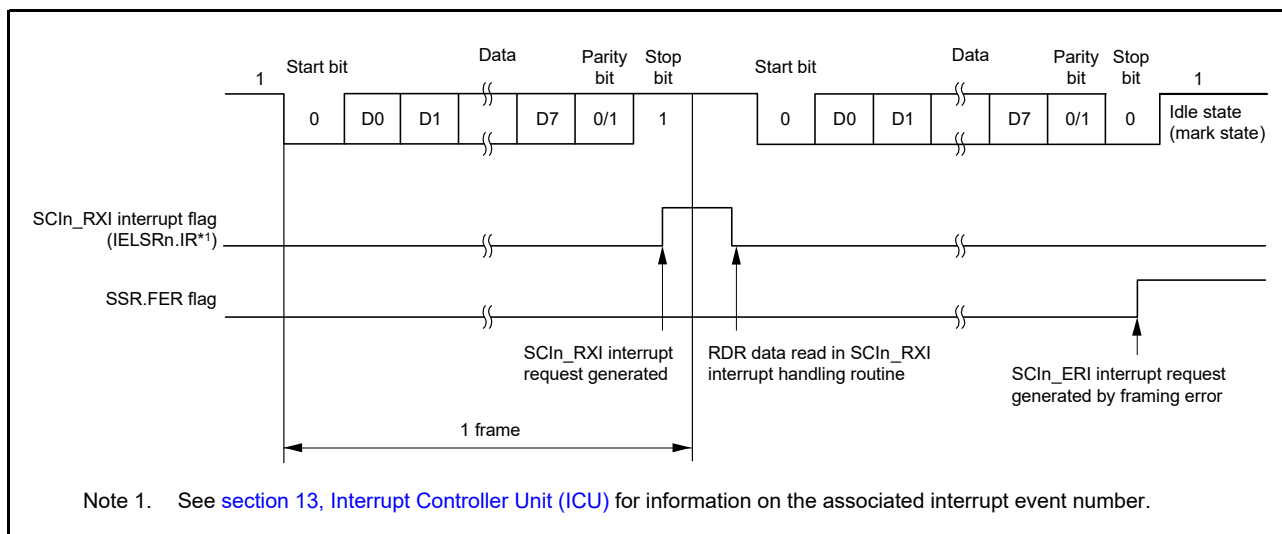 1
Start bit
Data
Parity
bit
Stop
bit
Start bit
Data
Parity
bit
Stop
bit
1
0 D0 D1 D7 0/1 1 0 D0 D1 D7 0/1 0
Idle state
(mark state)
SCIn_RXI interrupt flag
(IELSRn.IR*1)
SSR.FER flag
SCIn_RXI interrupt
request generated
RDR data read in SCIn_RXI
interrupt handling routine
SCIn_ERI interrupt request
generated by framing error
1 frame
Note 1. See section 13, Interrupt Controller Unit (ICU) for information on the associated interrupt event number.